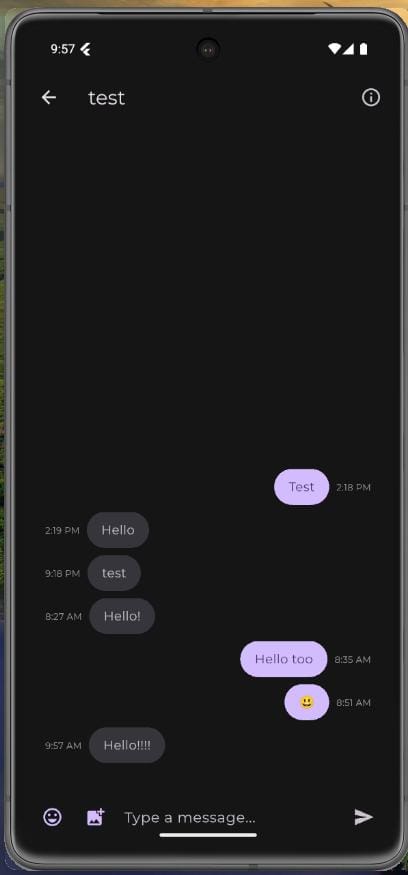 9:57
test
Test 2:18 PM
2:19 PM Hello
9:18 PM test
8:27 AM Hello!
Hello too 8:35 AM
😃 8:51 AM
9:57 AM Hello!!!!
Type a message...